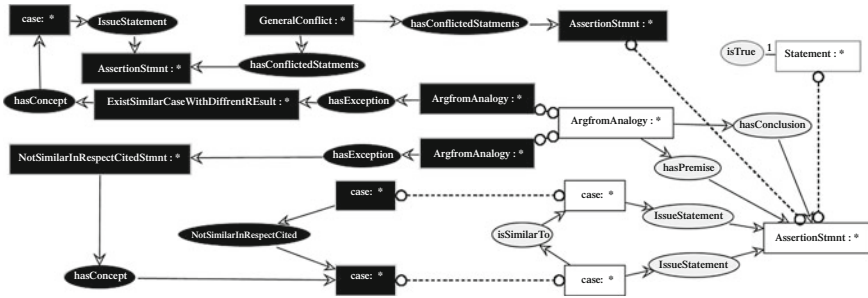 case: *
IssueStatement
GeneralConflict : *
hasConflictedStatments
AssertionStmnt : *
isTrue
1
Statement : *
AssertionStmnt : *
hasConflictedStatments
hasConcept
ExistSimilarCaseWithDiffrentREsult : *
hasException
ArgfromAnalogy : *
ArgfromAnalogy : *
hasConclusion
NotSimilarInRespectCitedStmnt : *
hasException
ArgfromAnalogy : *
hasPremise
case: *
case: *
IssueStatement
NotSimilarInRespectCited
isSimilarTo
AssertionStmnt : *
hasConcept
case: *
case: *
IssueStatement